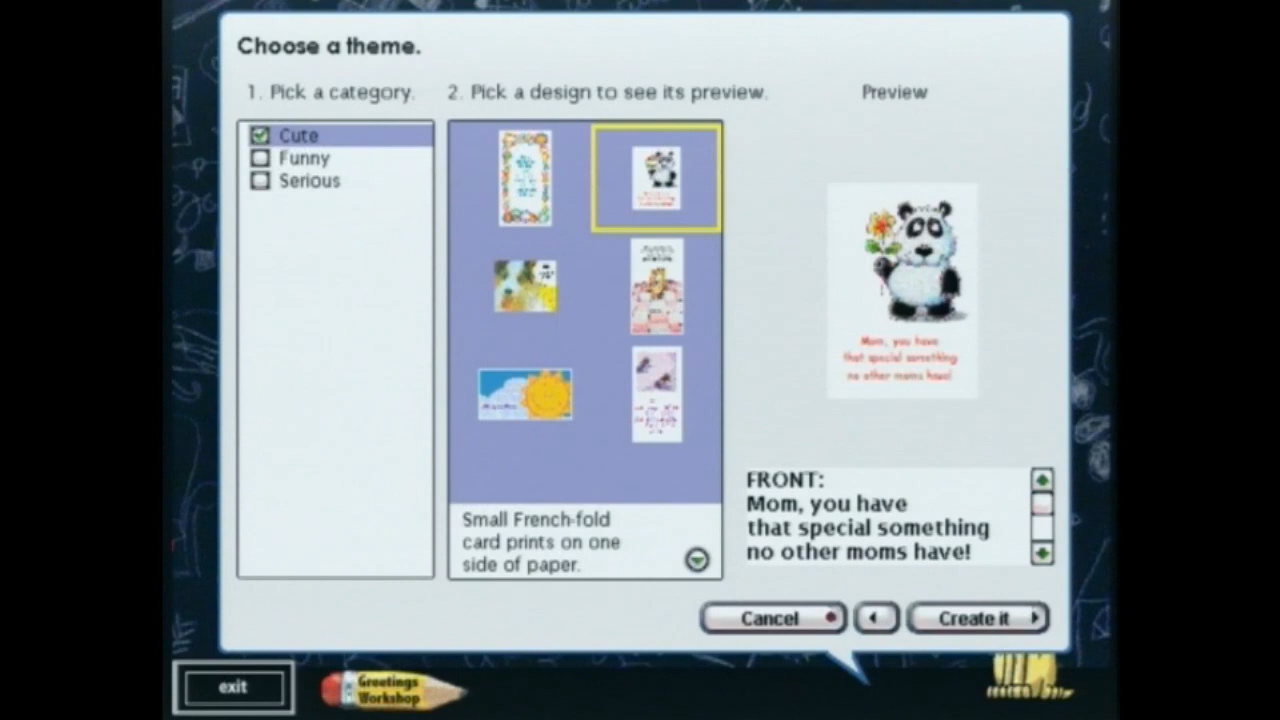 Choose a theme.
1. Pick a category.
2. Pick a design to see its preview.
Preview
Cute
Funny
Serious
Mom, you have
that special something
no other moms have!
Small French-fold
card prints on one
side of paper.
FRONT:
Mom, you have
that special something
no other moms have!
Cancel
Create it
exit
Greetings
Workshop